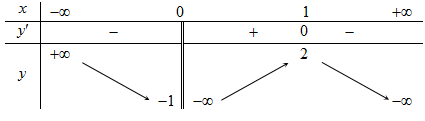 x −∞ 0 1 +∞
y′ − + 0 −
+∞ 2
y
−1 −∞ −∞